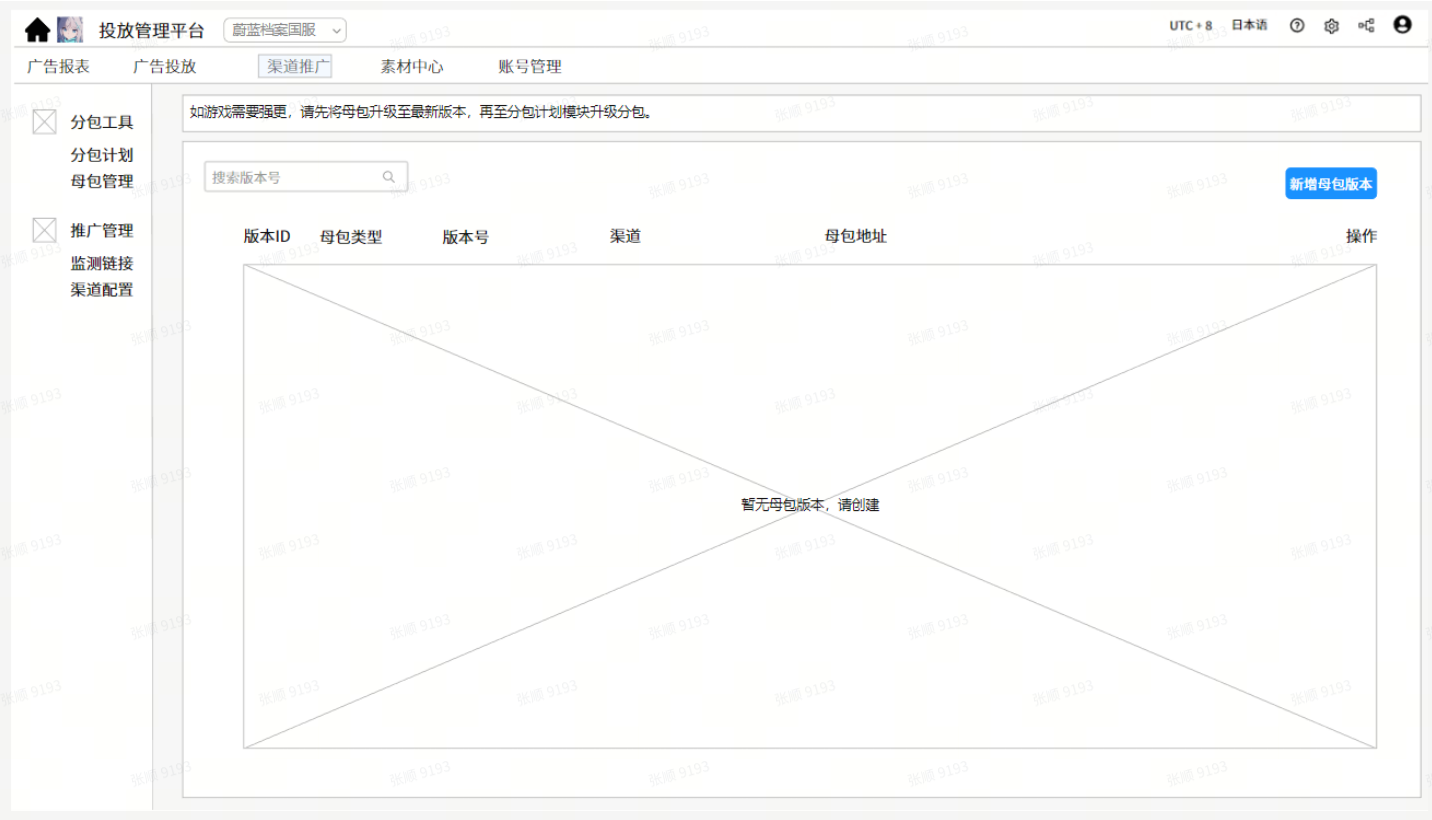 投放管理平台 蔚蓝档案国服 UTC + 8 日本语
广告报表 广告投放 渠道推广 素材中心 账号管理
如游戏需要强更，请先将母包升级至最新版本，再至分包计划模块升级分包。
分包工具
分包计划
母包管理
推广管理
监测链接
渠道配置
搜索版本号 新增母包版本
版本ID 母包类型 版本号 渠道 母包地址 操作
暂无母包版本，请创建
张顺 9193